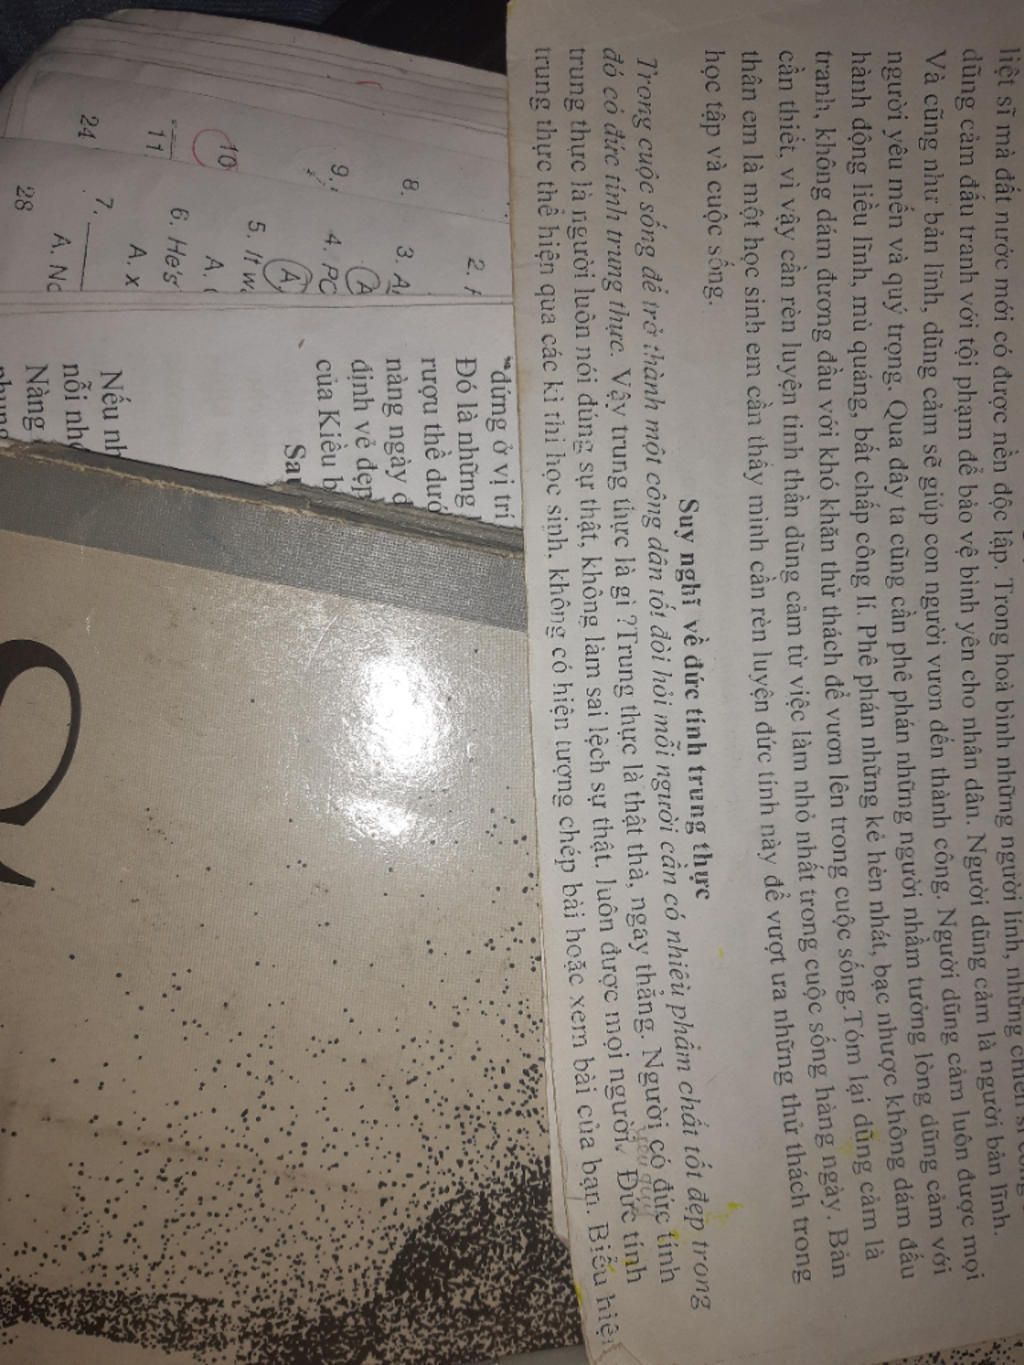 liệt sĩ mà đất nước mới có được nền độc lập. Trong hoà bình những người lính, những chiến sĩ
dũng cảm đấu tranh với tội phạm để bảo vệ bình yên cho nhân dân. Người dũng cảm là người bản lĩnh.
Và cũng như bản lĩnh, dũng cảm sẽ giúp con người vươn đến thành công. Người dũng cảm luôn được mọi
người yêu mến và quý trọng. Qua đây ta cũng cần phê phán những người nhầm tưởng lòng dũng cảm với
hành động liều lĩnh, mù quáng, bất chấp công lí. Phê phán những kẻ hèn nhát, bạc nhược không dám đấu
tranh, không dám đương đầu với khó khăn thử thách để vươn lên trong cuộc sống.Tóm lại dũng cảm là
cần thiết, vì vậy cần rèn luyện tinh thần dũng cảm từ việc làm nhỏ nhất trong cuộc sống hàng ngày. Bản
thân em là một học sinh em cần thấy mình cần rèn luyện đức tính này để vượt ưa những thử thách trong
học tập và cuộc sống.
Suy nghĩ về đức tính trung thực
Trong cuộc sống để trở thành một công dân tốt đòi hỏi mỗi người cần có nhiều phẩm chất tốt đẹp trong
đó có đức tính trung thực. Vậy trung thực là gì ?Trung thực là thật thà, ngay thẳng. Người có đức tính
trung thực là người luôn nói đúng sự thật, không làm sai lệch sự thật. luôn được mọi người Đức tính
trung thực thể hiện qua các kì thi học sinh. không có hiện tượng chép bài hoặc xem bài của bạn. Biểu hiện
2.
8. 3.
9. 4. PC A
10 5. It A
11 6. He's A.
A. x
24 7.
28 A. Nc
"đứng ở vị trí
Đó là những
rượu thề dướ
nàng ngày
định vẻ đẹp
của Kiều b
Sau
Nếu nh
nỗi nh
Nàng